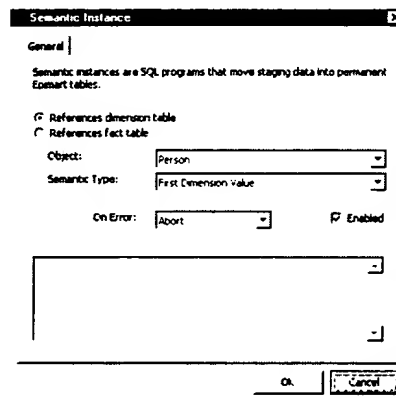 Semantic Instance
General
Semantic instances are SQL programs that move staging data into permanent
Epimart tables.
References dimension table
References fact table
Object: Person
Semantic Type: First Dimension Value
On Error: Abort Enabled
Ok Cancel